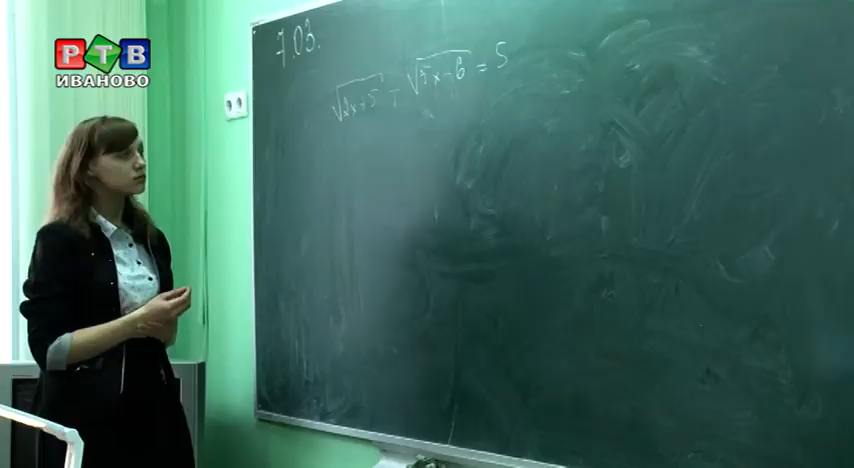 РТВ
ИВАНОВО
7.03.
√2x+5 + √5x-6 = 5